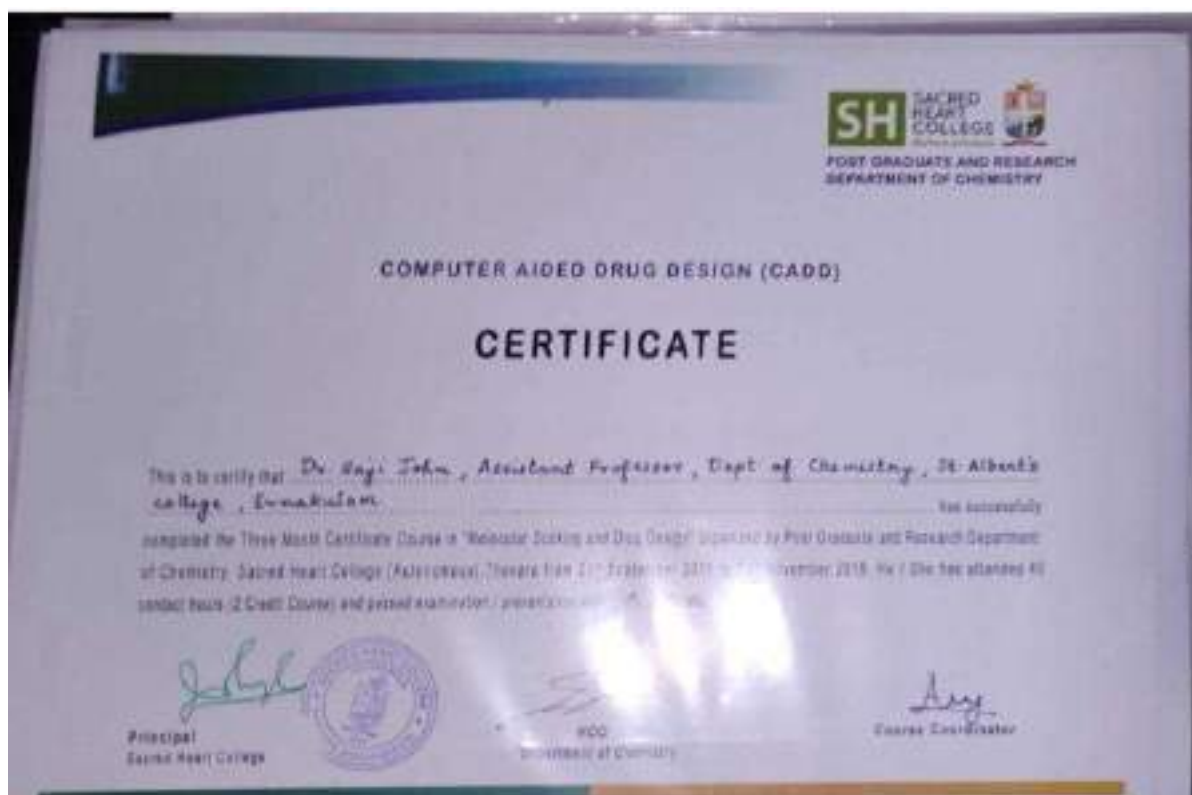 SH SACRED HEART COLLEGE
POST GRADUATE AND RESEARCH
DEPARTMENT OF CHEMISTRY
COMPUTER AIDED DRUG DESIGN (CADD)
CERTIFICATE
This is to certify that Dr John, Assistant Professor, Dept of Chemistry, St Albert's
college, Ernakulam has successfully
completed the Three Month Certificate Course in "Molecular Docking and Drug Design" organized by Post Graduate and Research Department
of Chemistry, Sacred Heart College (Autonomous), Thevara from November 2018. He / She has attended 40
contact hours (2 Credit Course) and passed examination /
Principal
Sacred Heart College
HOD
Department of Chemistry
Course Coordinator